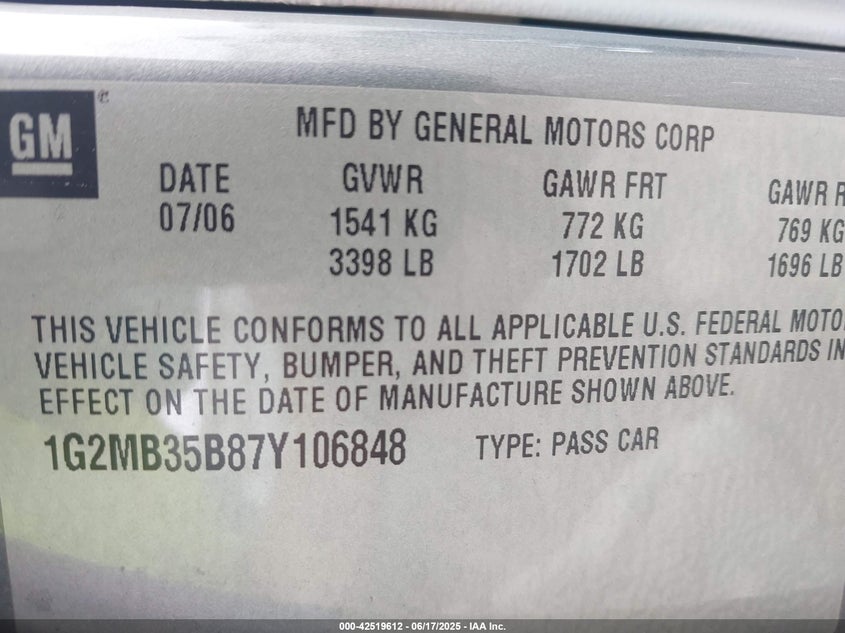 GM
MFD BY GENERAL MOTORS CORP
DATE GVWR GAWR FRT GAWR R
07/06 1541 KG 772 KG 769 KG
3398 LB 1702 LB 1696 LB
THIS VEHICLE CONFORMS TO ALL APPLICABLE U.S. FEDERAL MOTO
VEHICLE SAFETY, BUMPER, AND THEFT PREVENTION STANDARDS IN
EFFECT ON THE DATE OF MANUFACTURE SHOWN ABOVE.
1G2MB35B87Y106848 TYPE: PASS CAR
000-42519612 - 06/17/2025 - IAA Inc.